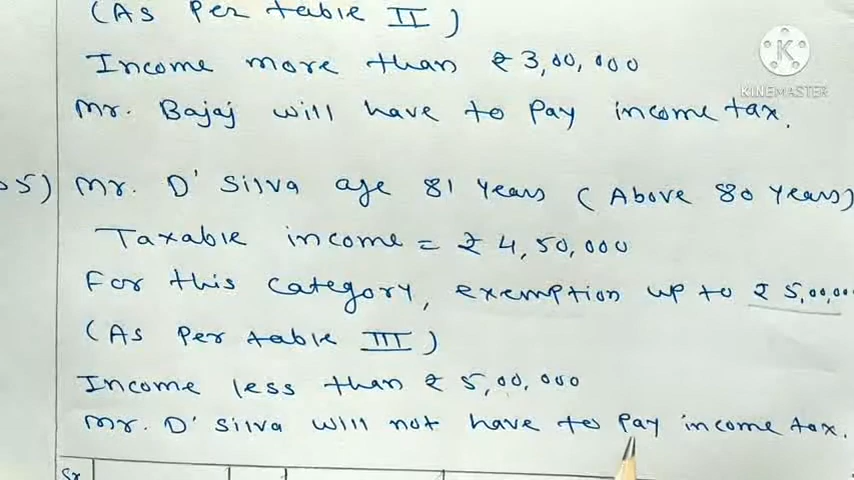 (As per table II)
Income more than ₹ 3,00,000
KINEMASTER
Mr. Bajaj will have to pay income tax.
5) Mr. D'Silva age 81 years (Above 80 years)
Taxable income = ₹ 4,50,000
For this category, exemption up to ₹ 5,00,00
(As per table III)
Income less than ₹ 5,00,000
Mr. D'Silva will not have to pay income tax.
Sr